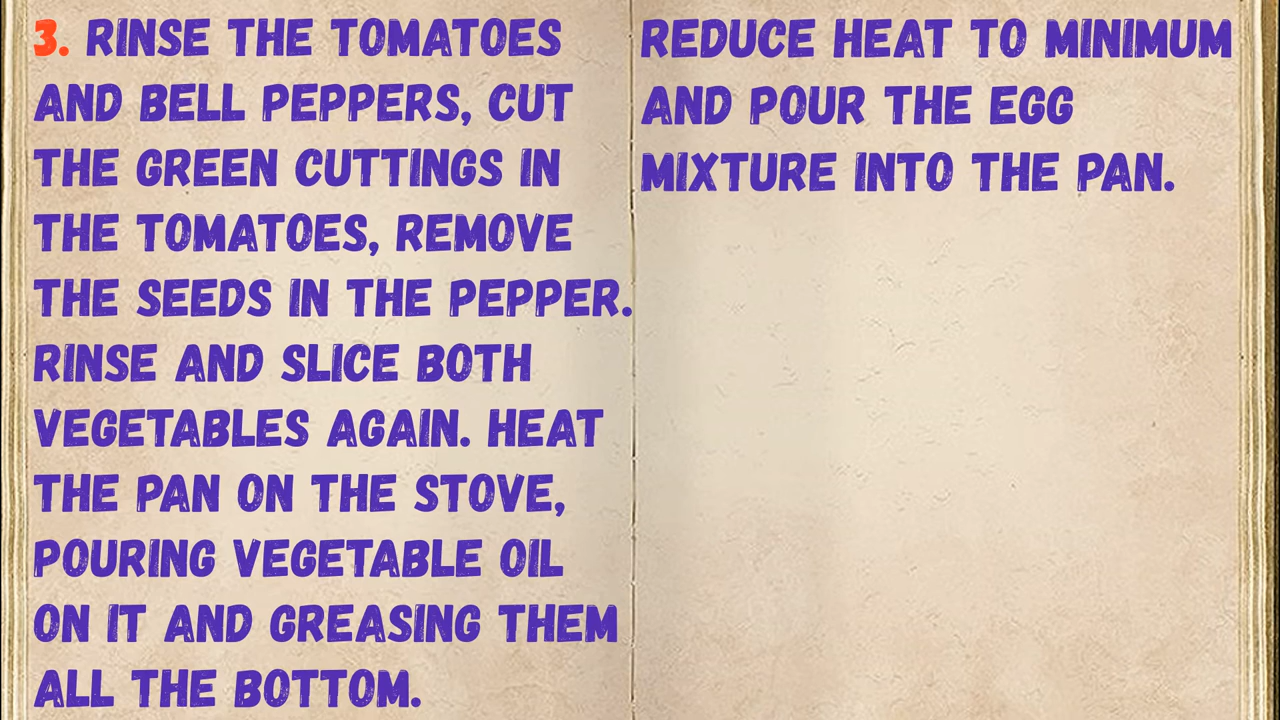 3. RINSE THE TOMATOES
AND BELL PEPPERS, CUT
THE GREEN CUTTINGS IN
THE TOMATOES, REMOVE
THE SEEDS IN THE PEPPER.
RINSE AND SLICE BOTH
VEGETABLES AGAIN. HEAT
THE PAN ON THE STOVE,
POURING VEGETABLE OIL
ON IT AND GREASING THEM
ALL THE BOTTOM.
REDUCE HEAT TO MINIMUM
AND POUR THE EGG
MIXTURE INTO THE PAN.